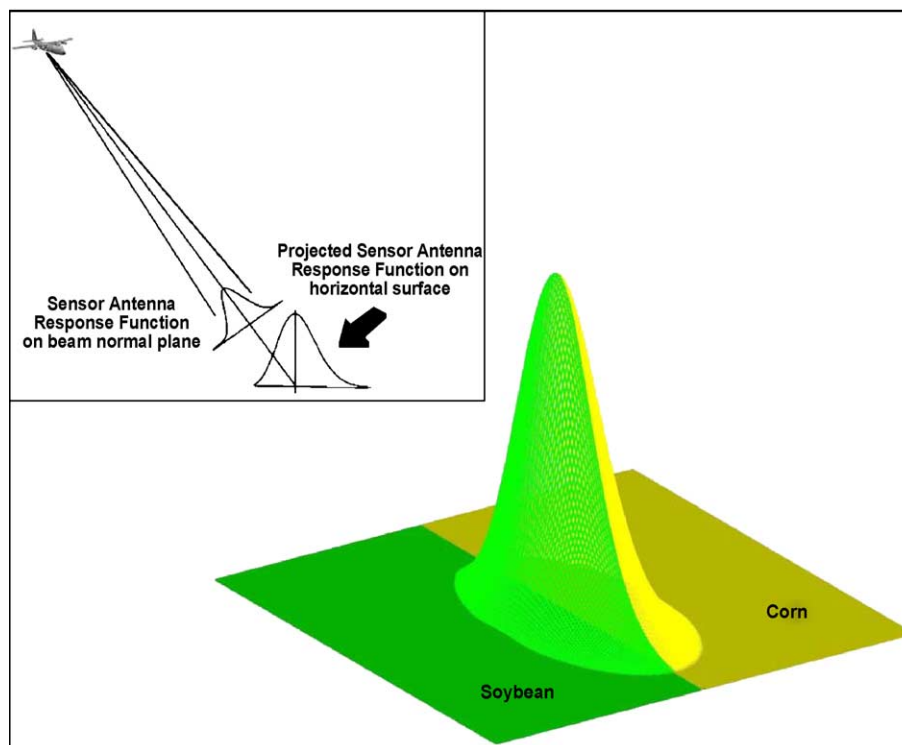 Projected Sensor Antenna
Response Function on
horizontal surface
Sensor Antenna
Response Function
on beam normal plane
Corn
Soybean